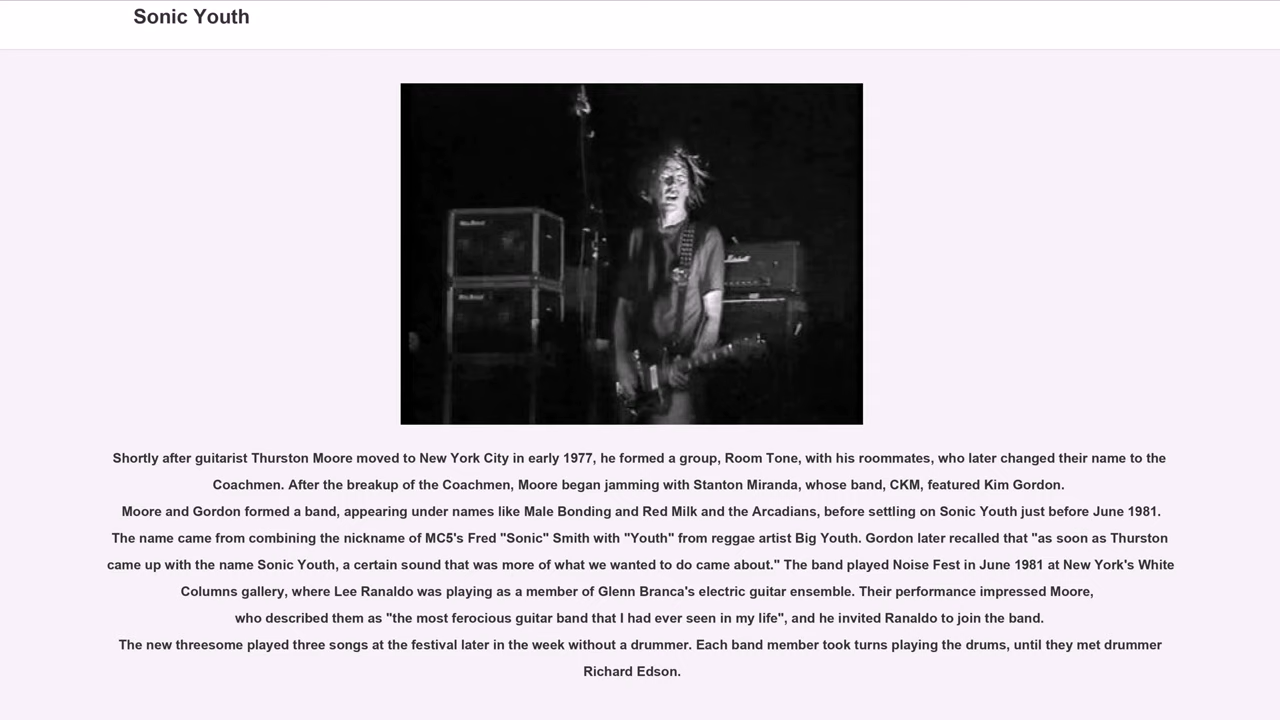 Sonic Youth
Marshall
Shortly after guitarist Thurston Moore moved to New York City in early 1977, he formed a group, Room Tone, with his roommates, who later changed their name to the
Coachmen. After the breakup of the Coachmen, Moore began jamming with Stanton Miranda, whose band, CKM, featured Kim Gordon.
Moore and Gordon formed a band, appearing under names like Male Bonding and Red Milk and the Arcadians, before settling on Sonic Youth just before June 1981.
The name came from combining the nickname of MC5's Fred "Sonic" Smith with "Youth" from reggae artist Big Youth. Gordon later recalled that "as soon as Thurston
came up with the name Sonic Youth, a certain sound that was more of what we wanted to do came about." The band played Noise Fest in June 1981 at New York's White
Columns gallery, where Lee Ranaldo was playing as a member of Glenn Branca's electric guitar ensemble. Their performance impressed Moore,
who described them as "the most ferocious guitar band that I had ever seen in my life", and he invited Ranaldo to join the band.
The new threesome played three songs at the festival later in the week without a drummer. Each band member took turns playing the drums, until they met drummer
Richard Edson.